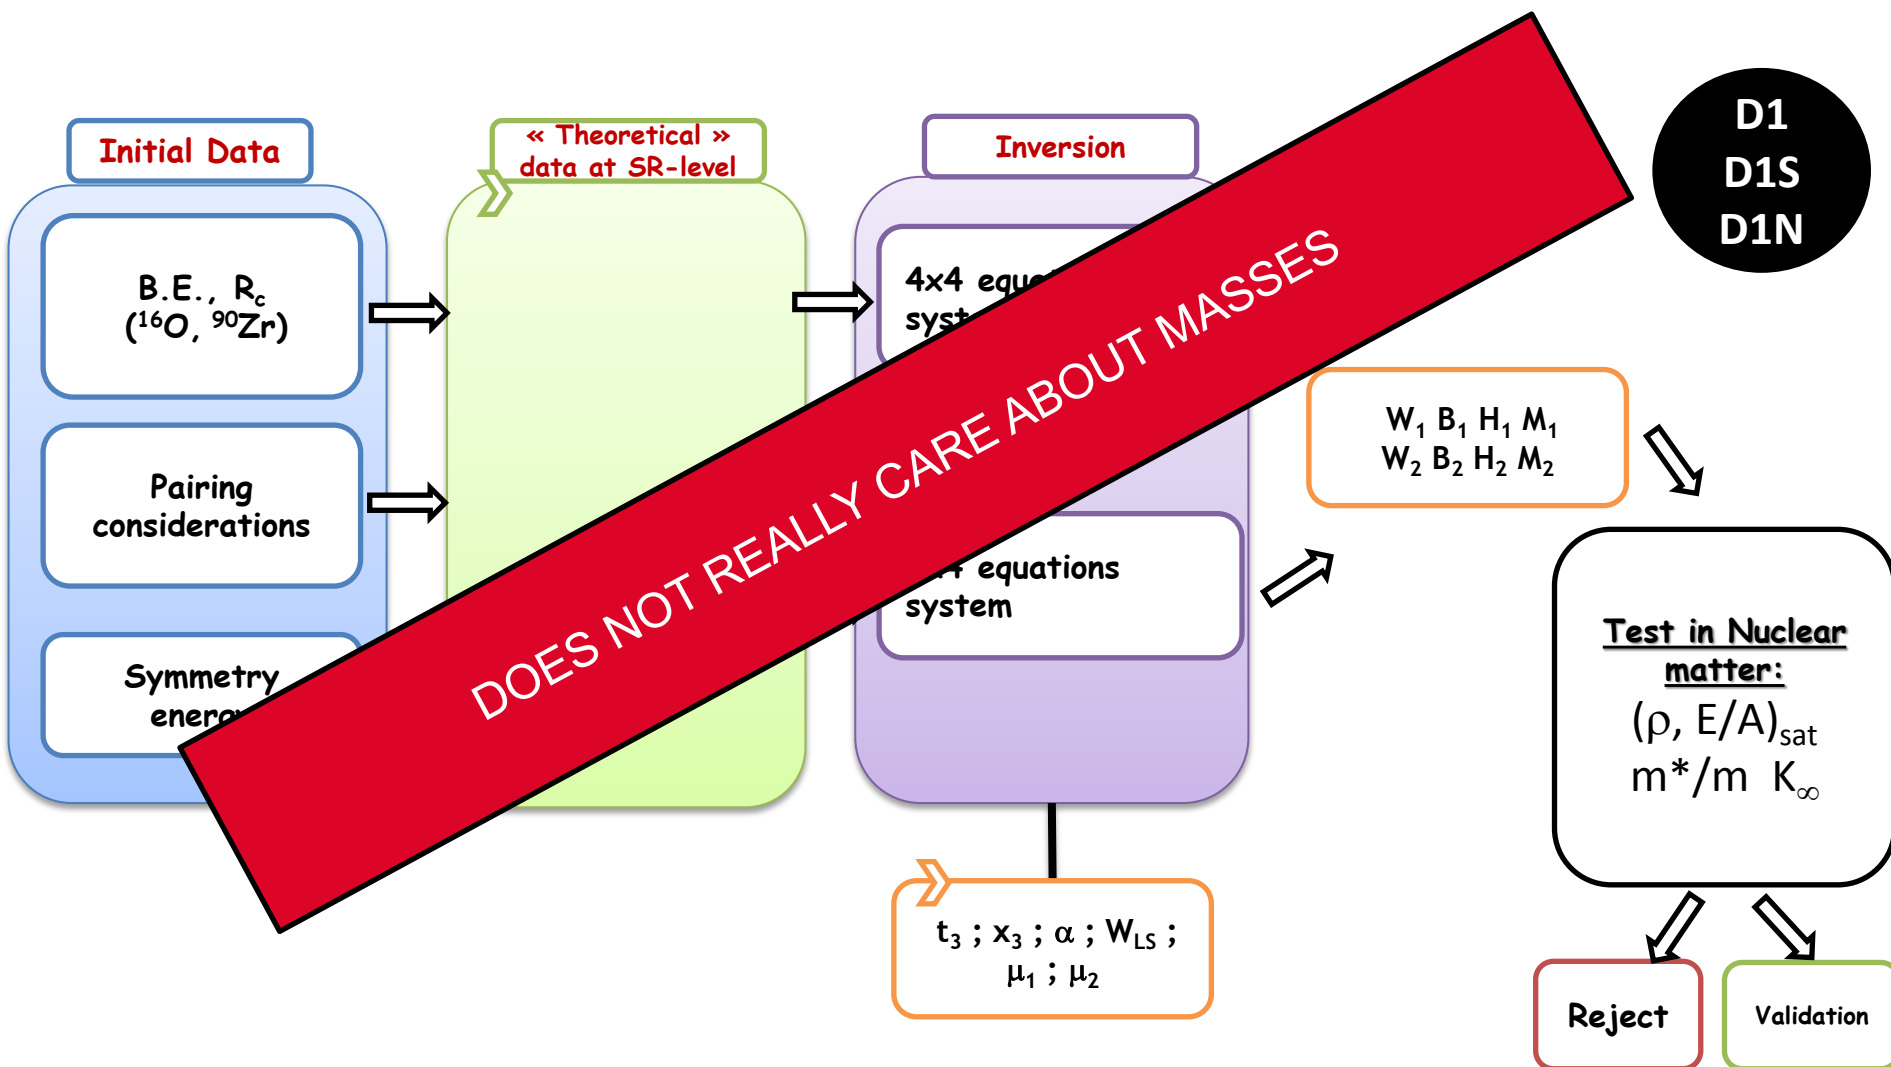 Initial Data
B.E., Rc
(16O, 90Zr)
Pairing
considerations
Symmetry
« Theoretical »
data at SR-level
Inversion
4x4
equations
system
DOES NOT REALLY CARE ABOUT MASSES
t3 ; x3 ; α ; WLS ;
μ1 ; μ2
W1 B1 H1 M1
W2 B2 H2 M2
D1
D1S
D1N
Test in Nuclear
matter:
(ρ, E/A)sat
m*/m K∞
Reject
Validation